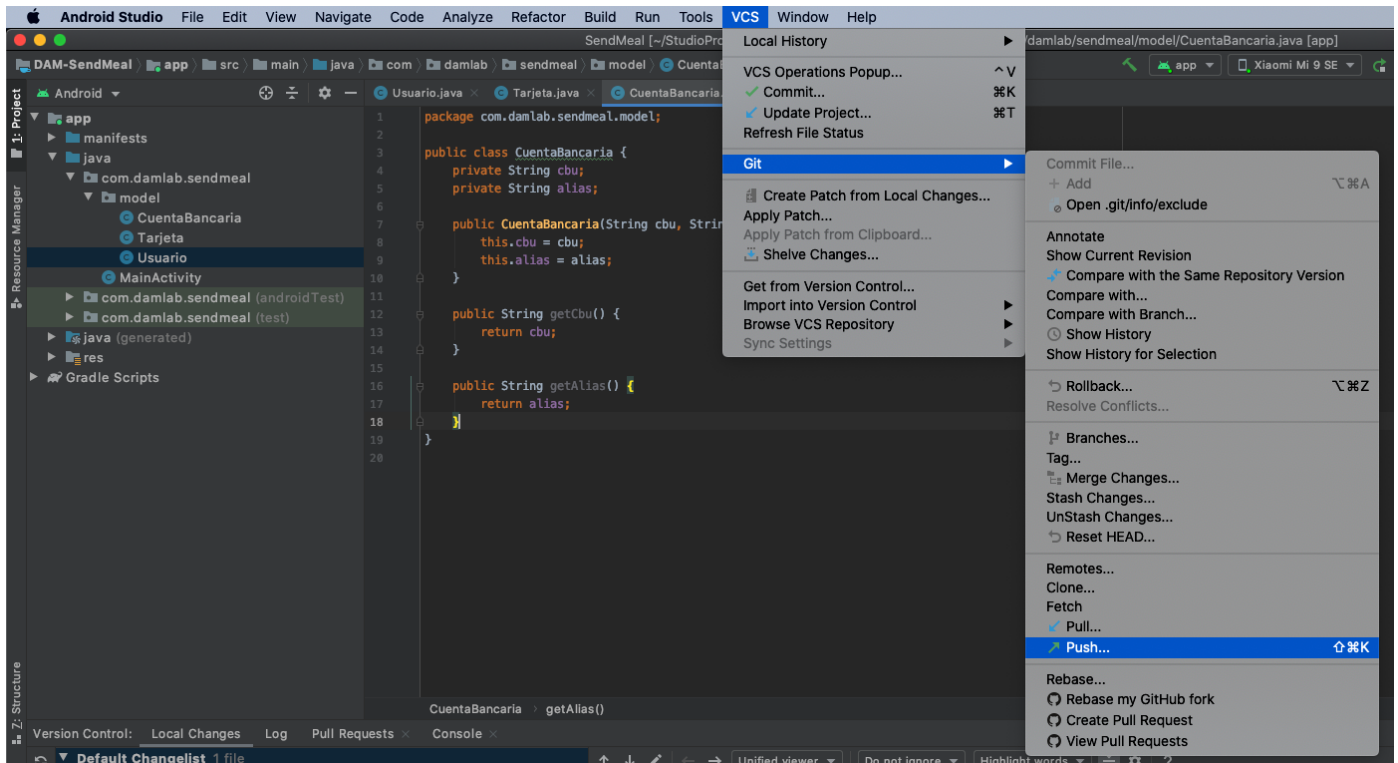 Android Studio File Edit View Navigate Code Analyze Refactor Build Run Tools VCS Window Help
SendMeal [~/StudioPro
/damlab/sendmeal/model/CuentaBancaria.java [app]
DAM-SendMeal app src main java com damlab sendmeal model CuentaB
app Xiaomi Mi 9 SE
1: Project
Resource Manager
Z: Structure
Android
Usuario.java Tarjeta.java CuentaBancaria.
app
manifests
java
com.damlab.sendmeal
model
CuentaBancaria
Tarjeta
Usuario
MainActivity
com.damlab.sendmeal (androidTest)
com.damlab.sendmeal (test)
java (generated)
res
Gradle Scripts
1 package com.damlab.sendmeal.model;
2
3 public class CuentaBancaria {
4 private String cbu;
5 private String alias;
6
7 public CuentaBancaria(String cbu, Strin
8 this.cbu = cbu;
9 this.alias = alias;
10 }
11
12 public String getCbu() {
13 return cbu;
14 }
15
16 public String getAlias() {
17 return alias;
18 }
19 }
20
CuentaBancaria getAlias()
Local History
VCS Operations Popup... ^V
Commit... ⌘K
Update Project... ⌘T
Refresh File Status
Git
Create Patch from Local Changes...
Apply Patch...
Apply Patch from Clipboard...
Shelve Changes...
Get from Version Control...
Import into Version Control
Browse VCS Repository
Sync Settings
Commit File...
Add ⌥⌘A
Open .git/info/exclude
Annotate
Show Current Revision
Compare with the Same Repository Version
Compare with...
Compare with Branch...
Show History
Show History for Selection
Rollback... ⌥⌘Z
Resolve Conflicts...
Branches...
Tag...
Merge Changes...
Stash Changes...
UnStash Changes...
Reset HEAD...
Remotes...
Clone...
Fetch
Pull...
Push... ⇧⌘K
Rebase...
Rebase my GitHub fork
Create Pull Request
View Pull Requests
Version Control: Local Changes Log Pull Requests Console
Default Changelist 1 file
Unified viewer Do not ignore Highlight words ?